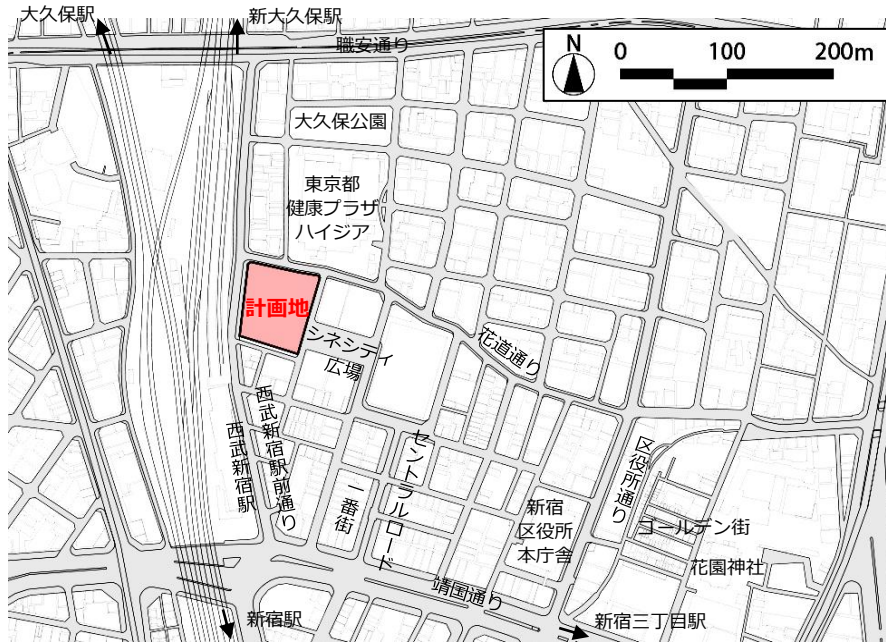 大久保駅
新大久保駅
職安通り
N
0 100 200m
大久保公園
東京都
健康プラザ
ハイジア
計画地
シネシティ
広場
花道通り
西武新宿駅前通り
西武新宿駅
セントラルロード
一番街
区役所通り
新宿
区役所
本庁舎
ゴールデン街
花園神社
靖国通り
新宿駅
新宿三丁目駅